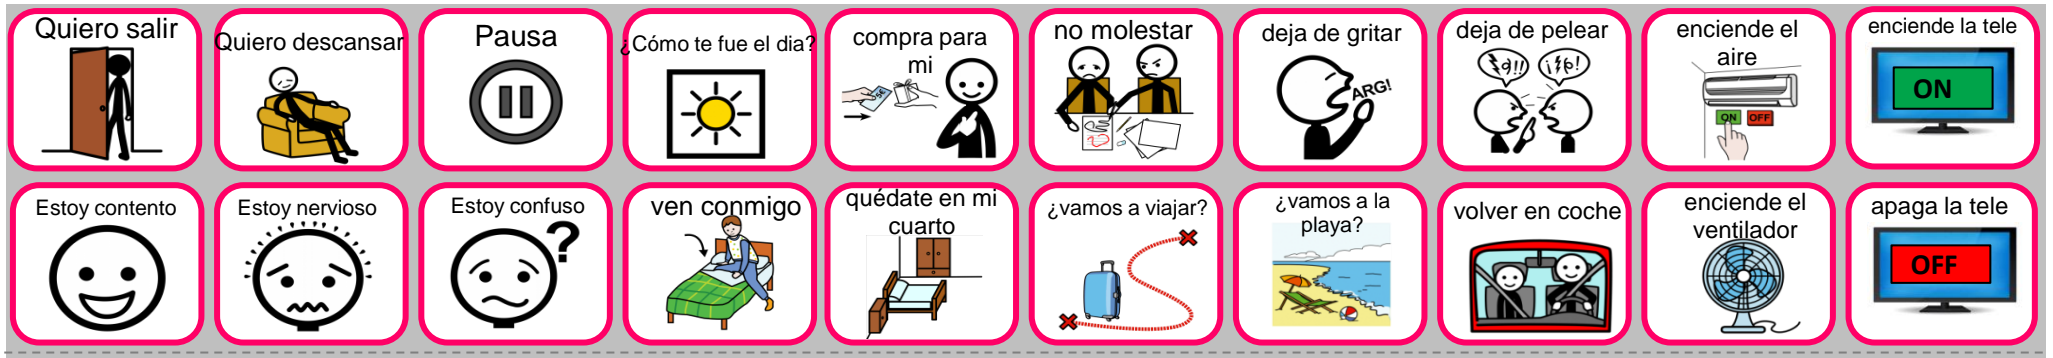 Quiero salir
Quiero descansar
Pausa
¿Cómo te fue el dia?
compra para
mi
5€
no molestar
deja de gritar
ARG!
deja de pelear
enciende el
aire
ON OFF
enciende la tele
ON
Estoy contento
Estoy nervioso
Estoy confuso
?
ven conmigo
quédate en mi
cuarto
¿vamos a viajar?
¿vamos a la
playa?
volver en coche
enciende el
ventilador
apaga la tele
OFF